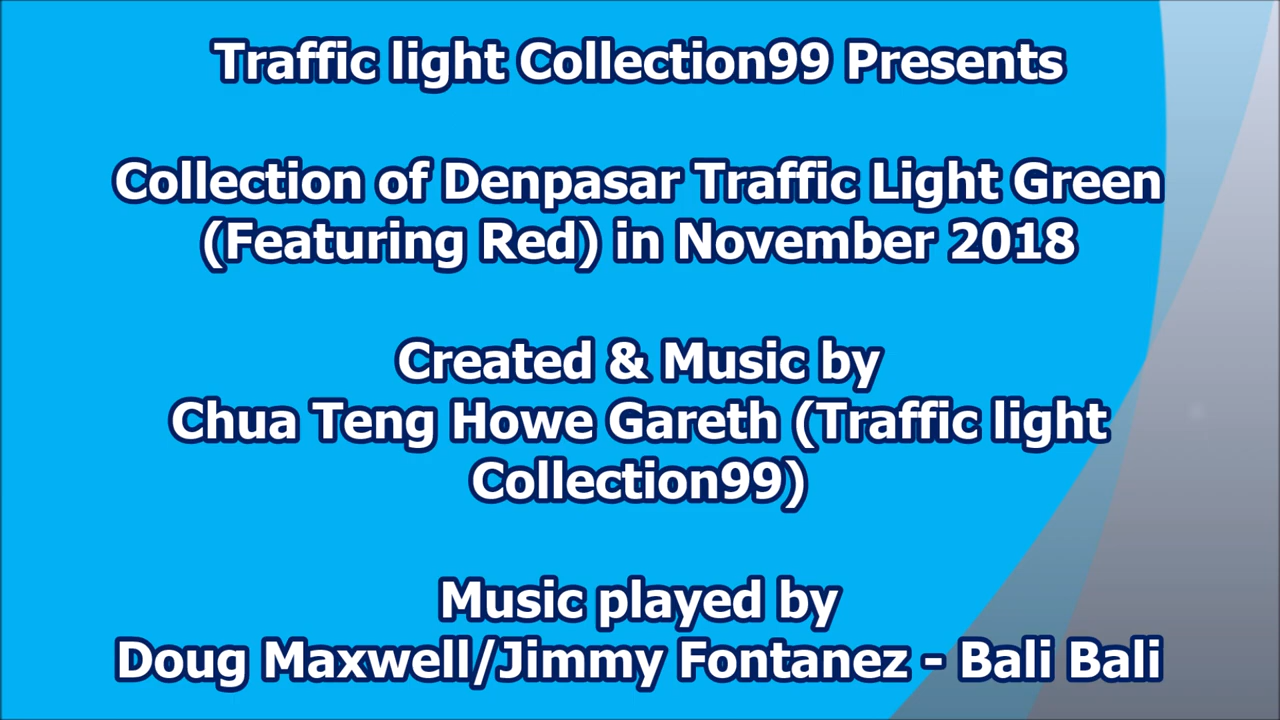 Traffic light Collection99 Presents
Collection of Denpasar Traffic Light Green
(Featuring Red) in November 2018
Created & Music by
Chua Teng Howe Gareth (Traffic light
Collection99)
Music played by
Doug Maxwell/Jimmy Fontanez - Bali Bali